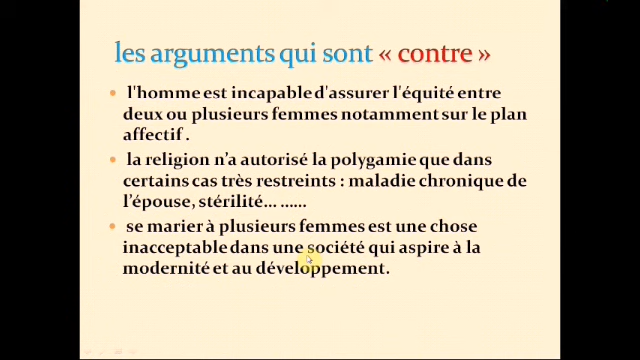 les arguments qui sont « contre »
l'homme est incapable d'assurer l'équité entre
deux ou plusieurs femmes notamment sur le plan
affectif .
la religion n'a autorisé la polygamie que dans
certains cas très restreints : maladie chronique de
l'épouse, stérilité… ……
se marier à plusieurs femmes est une chose
inacceptable dans une société qui aspire à la
modernité et au développement.